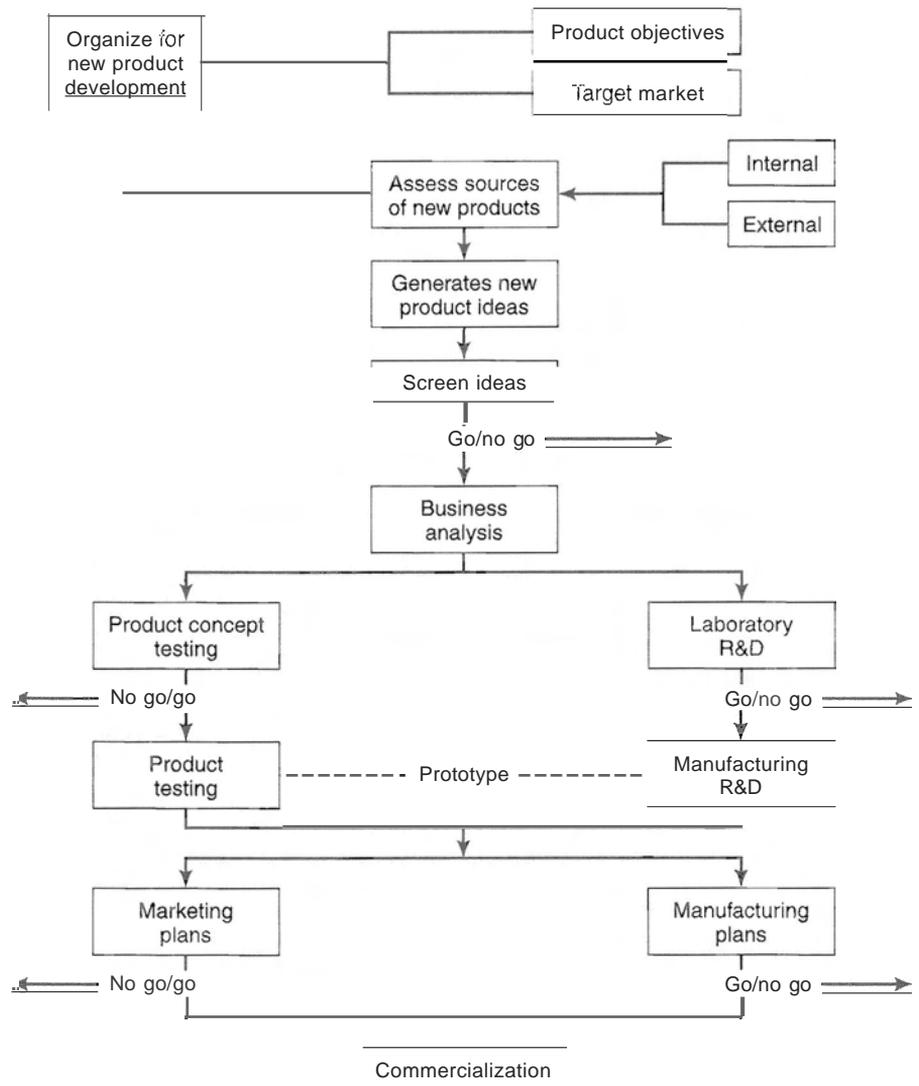 Organize for
new product
development
Product objectives
Target market
Internal
External
Assess sources
of new products
Generates new
product ideas
Screen ideas
Go/no go
Business
analysis
Product concept
testing
Laboratory
R&D
No go/go
Go/no go
Product
testing
Prototype
Manufacturing
R&D
Marketing
plans
Manufacturing
plans
No go/go
Go/no go
Commercialization